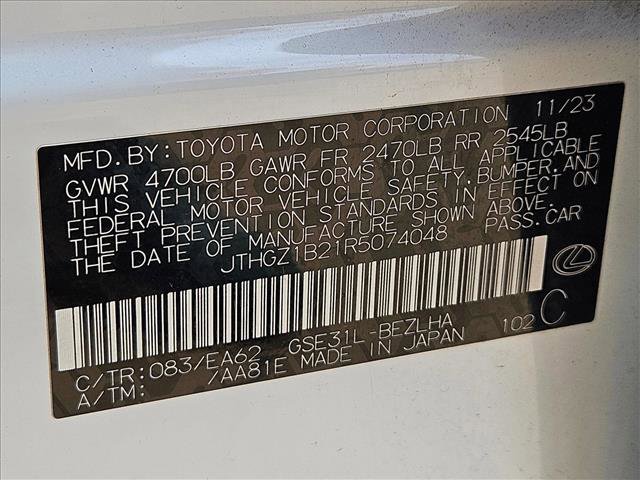 MFD. BY: TOYOTA MOTOR CORPORATION 11/23
GVWR 4700LB GAWR FR 2470LB RR 2545LB
THIS VEHICLE CONFORMS TO ALL APPLICABLE
FEDERAL MOTOR VEHICLE SAFETY, BUMPER, AND
THEFT PREVENTION STANDARDS IN EFFECT ON
THE DATE OF MANUFACTURE SHOWN ABOVE.
JTHGZ1B21R5074048 PASS. CAR
C
C/TR: 083/EA62 GSE31L-BEZLHA 102
A/TM: /AA81E MADE IN JAPAN